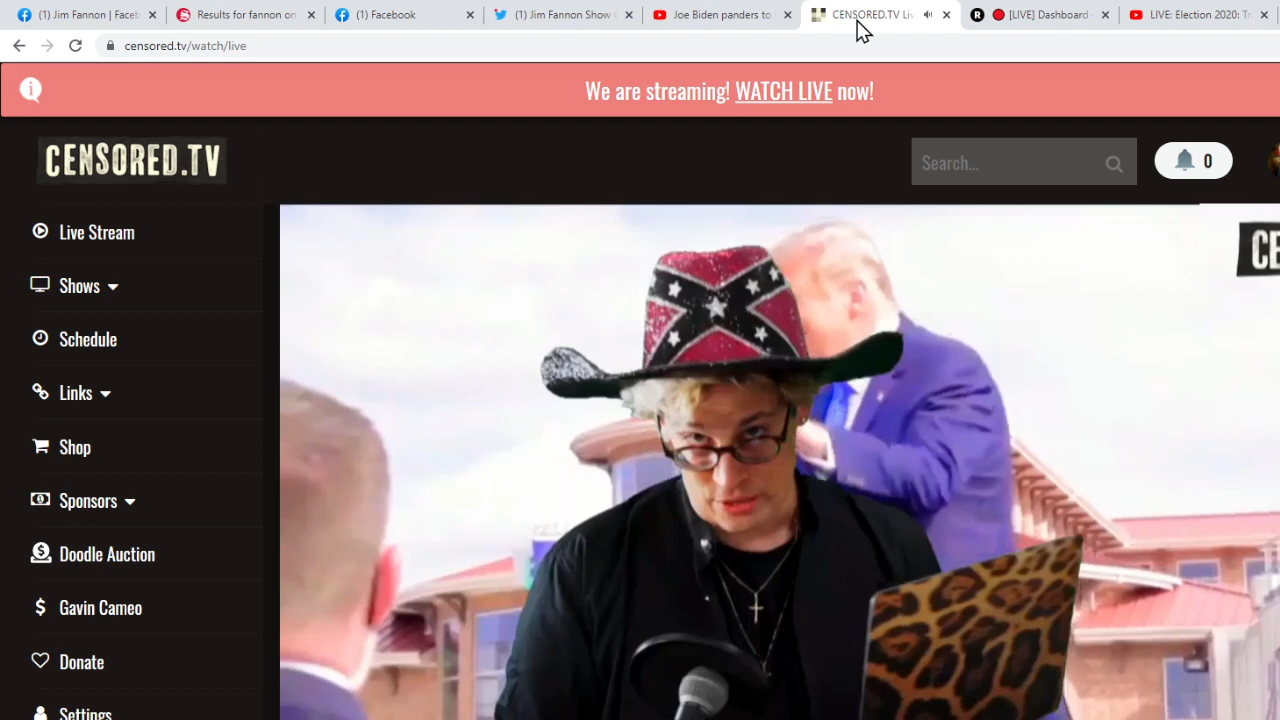 (1) Jim Fannon | Faceb
Results for fannon on
(1) Facebook
(1) Jim Fannon Show
Joe Biden panders to
CENSORED.TV Liv
[LIVE] Dashboard -
LIVE: Election 2020: Tr
censored.tv/watch/live
We are streaming! WATCH LIVE now!
CENSORED.TV
Search...
0
Live Stream
CE
Shows
Schedule
Links
Shop
Sponsors
Doodle Auction
Gavin Cameo
Donate
Settings